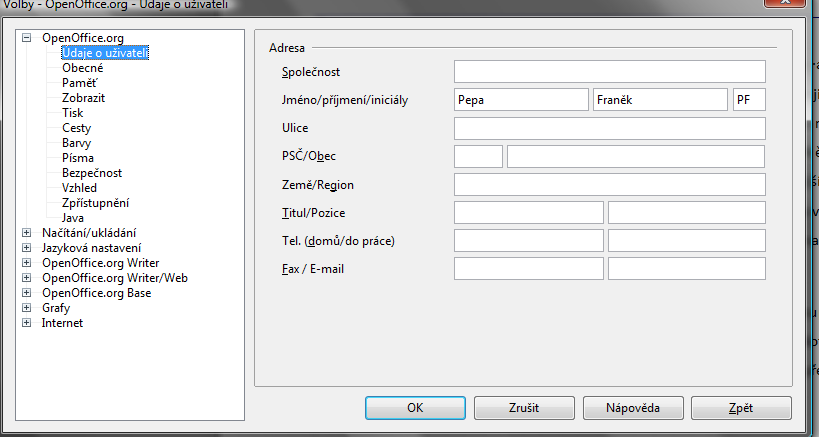 Volby - OpenOffice.org - Údaje o uživateli
OpenOffice.org
Údaje o uživateli
Obecné
Paměť
Zobrazit
Tisk
Cesty
Barvy
Písma
Bezpečnost
Vzhled
Zpřístupnění
Java
Načítání/ukládání
Jazyková nastavení
OpenOffice.org Writer
OpenOffice.org Writer/Web
OpenOffice.org Base
Grafy
Internet
Adresa
Společnost
Jméno/příjmení/iniciály Pepa Franěk PF
Ulice
PSČ/Obec
Země/Region
Titul/Pozice
Tel. (domů/do práce)
Fax / E-mail
OK Zrušit Nápověda Zpět